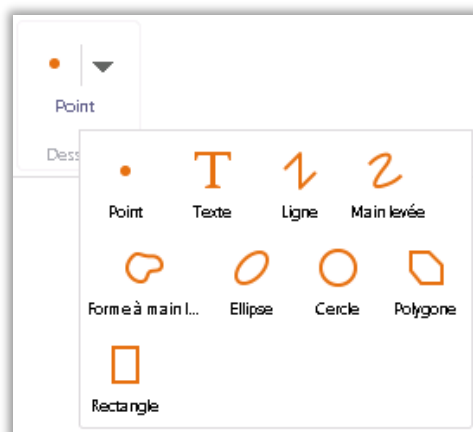 Point
Dess
Point Texte Ligne Main levée
Forme à main l... Ellipse Cercle Polygone
Rectangle